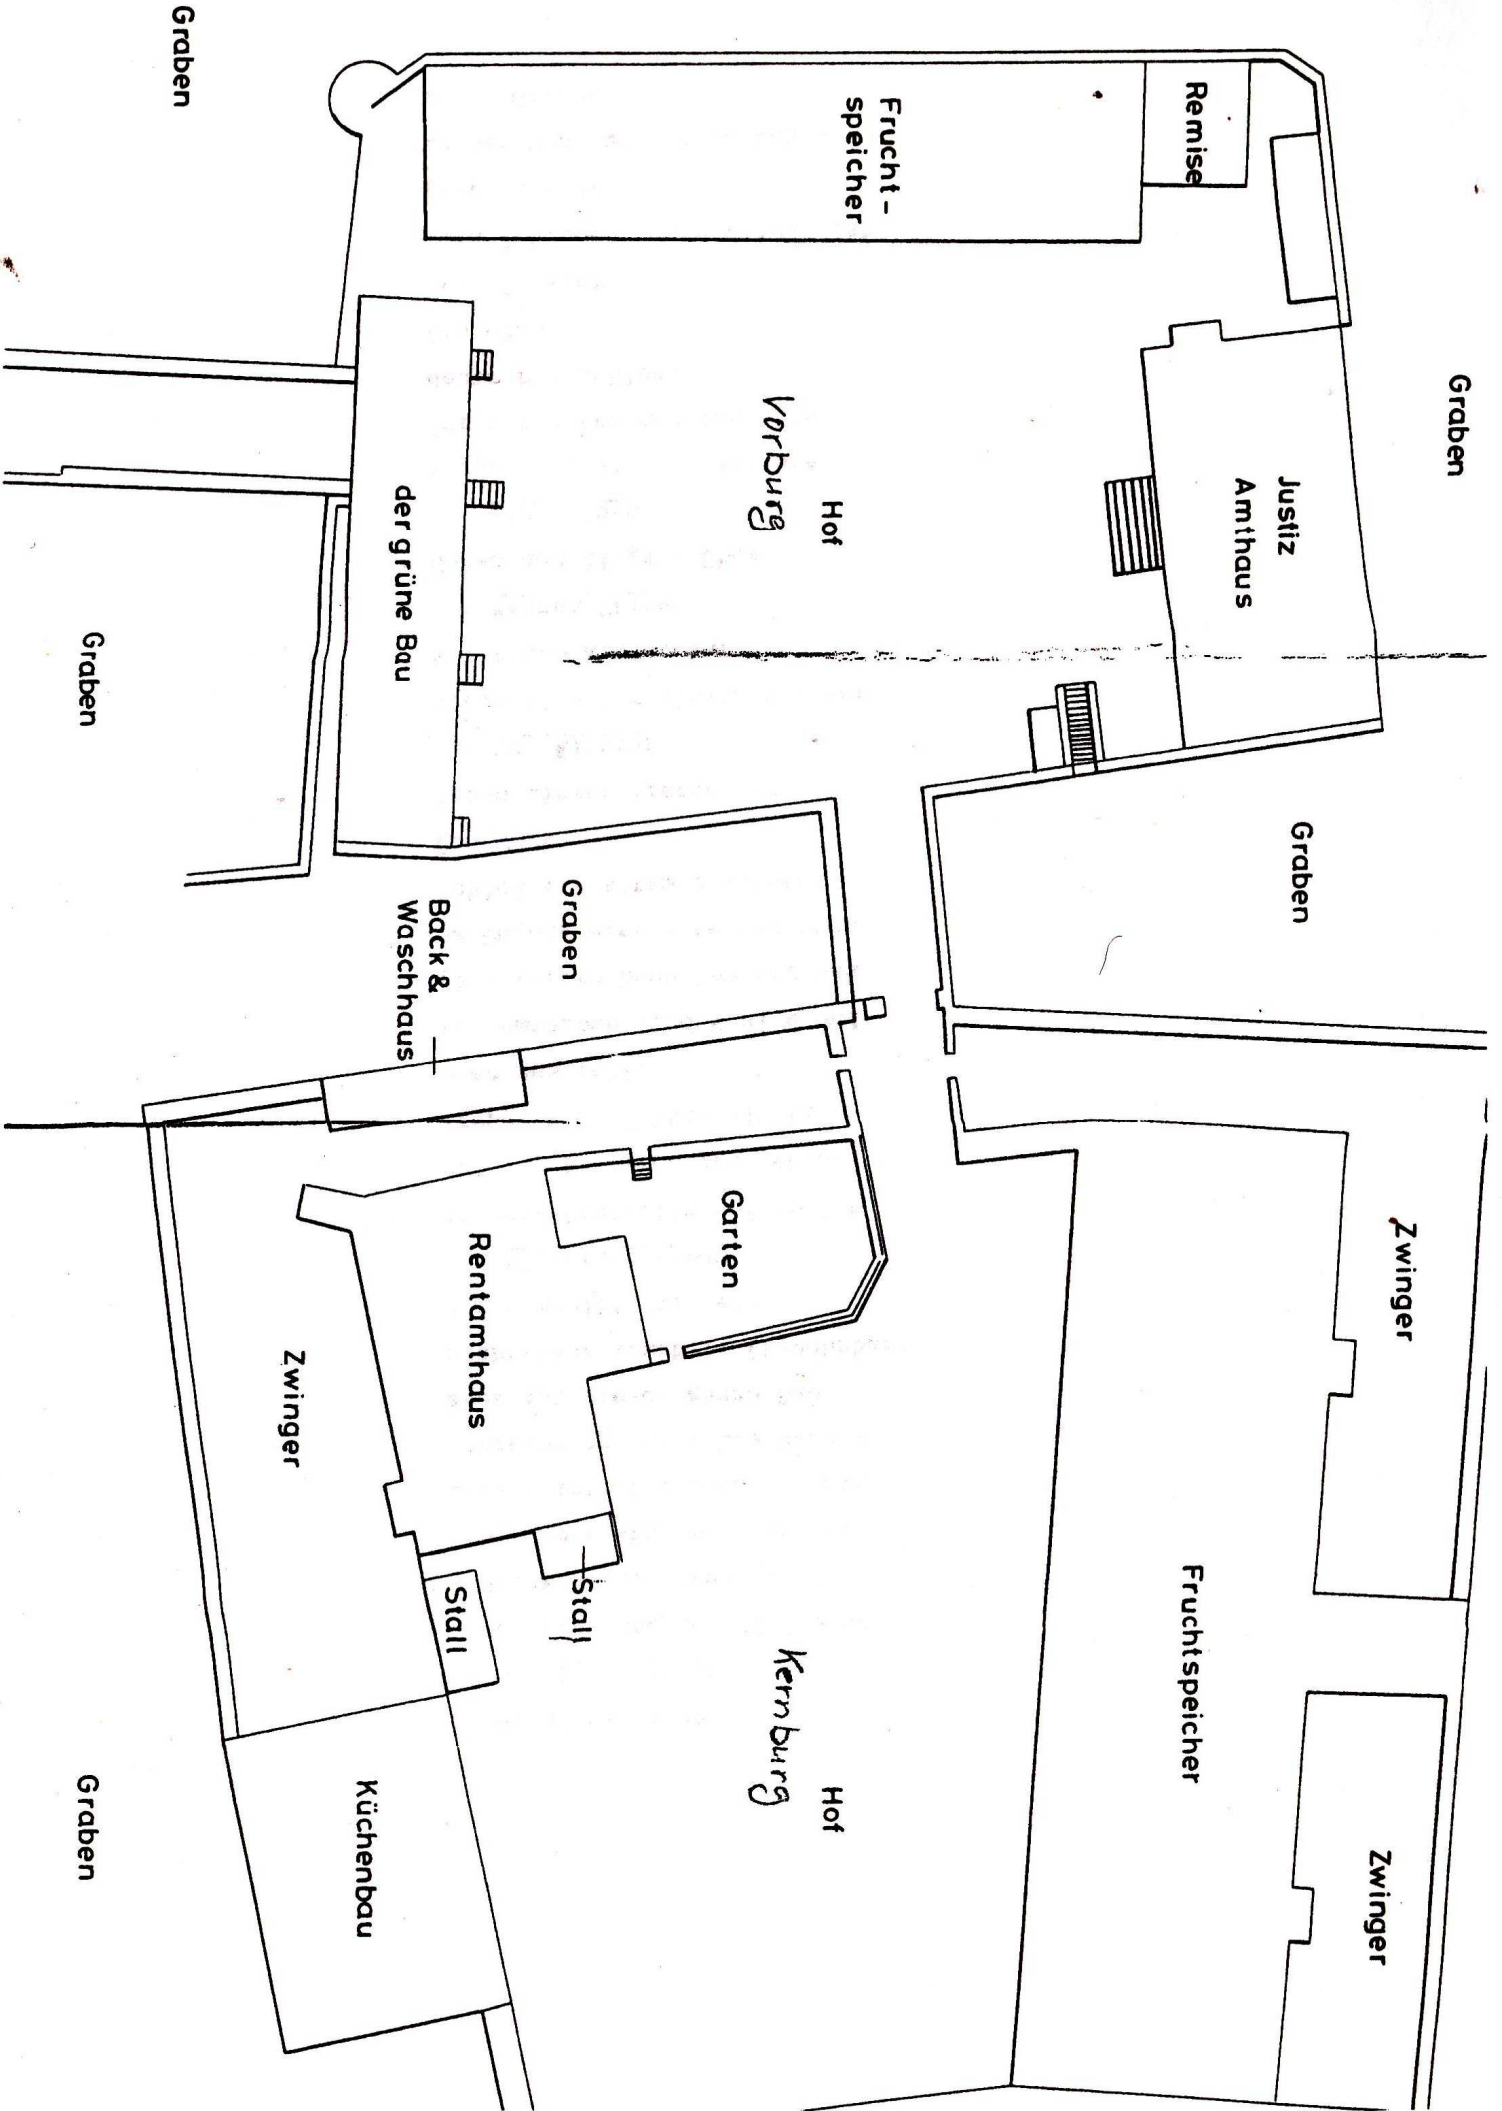 Graben
Remise
Frucht-
speicher
Graben
Justiz
Amthaus
Hof
Vorburg
der grüne Bau
Graben
Graben
Graben
Back &
Waschhaus
Zwinger
Garten
Rentamthaus
Zwinger
Stall
Stall
Fruchtspeicher
Hof
Kernburg
Zwinger
Küchenbau
Graben